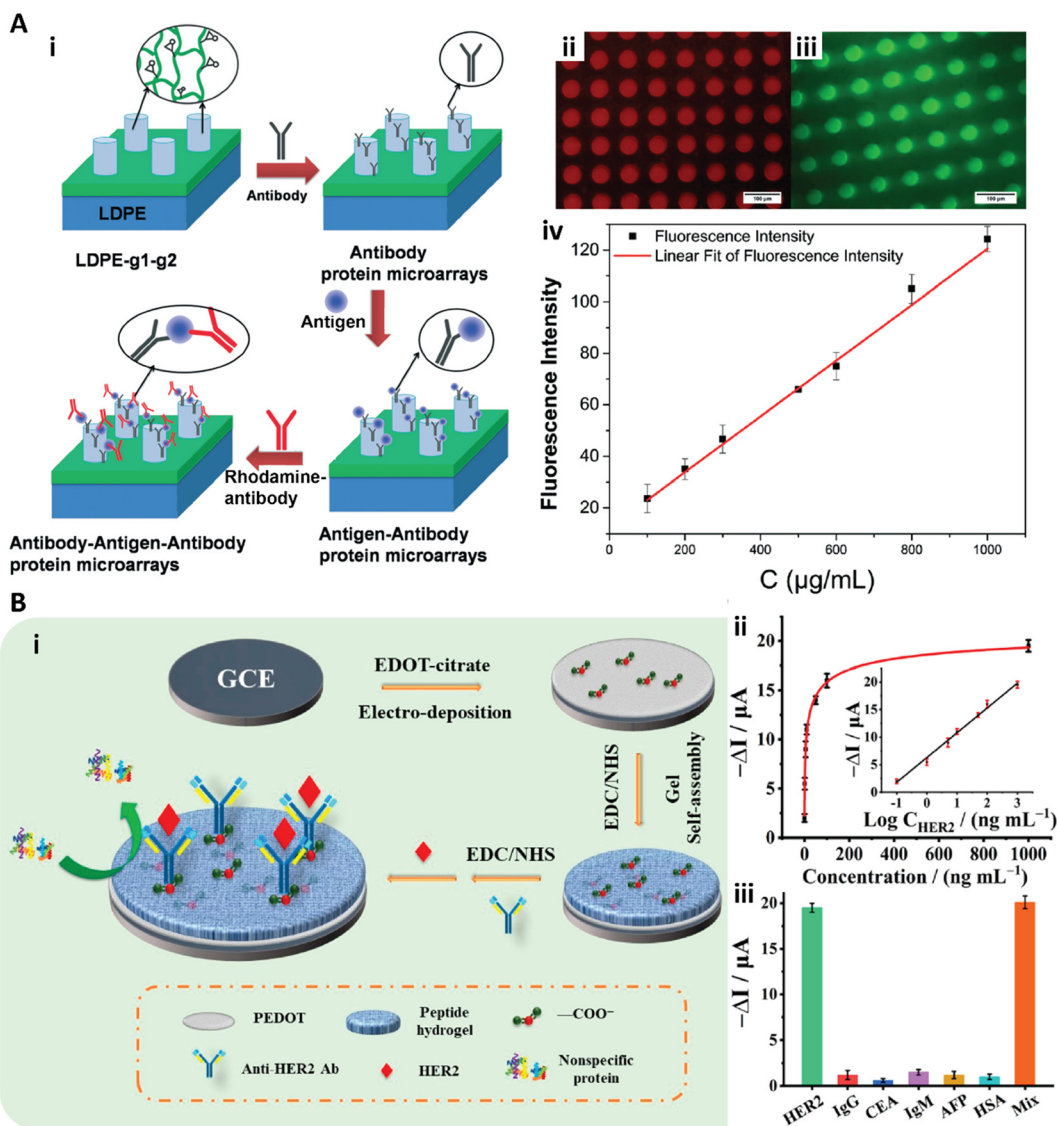 A
i
LDPE
LDPE-g1-g2
Antibody
Antibody
protein microarrays
Antigen
Antigen-Antibody
protein microarrays
Rhodamine-
antibody
Antibody-Antigen-Antibody
protein microarrays
ii
100 μm
iii
100 μm
iv
Fluorescence Intensity
Linear Fit of Fluorescence Intensity
Fluorescence Intensity
120
100
80
60
40
20
0
200
400
600
800
1000
C (μg/mL)
B
i
GCE
EDOT-citrate
Electro-deposition
EDC/NHS
Gel
Self-assembly
EDC/NHS
PEDOT
Peptide
hydrogel
—COO⁻
Anti-HER2 Ab
HER2
Nonspecific
protein
ii
−ΔI / μA
20
15
10
5
0
0
200
400
600
800
1000
Concentration / (ng mL⁻¹)
−ΔI / μA
20
15
10
5
0
-1
0
1
2
3
Log C_HER2 / (ng mL⁻¹)
iii
−ΔI / μA
20
15
10
5
0
HER2
IgG
CEA
IgM
AFP
HSA
Mix